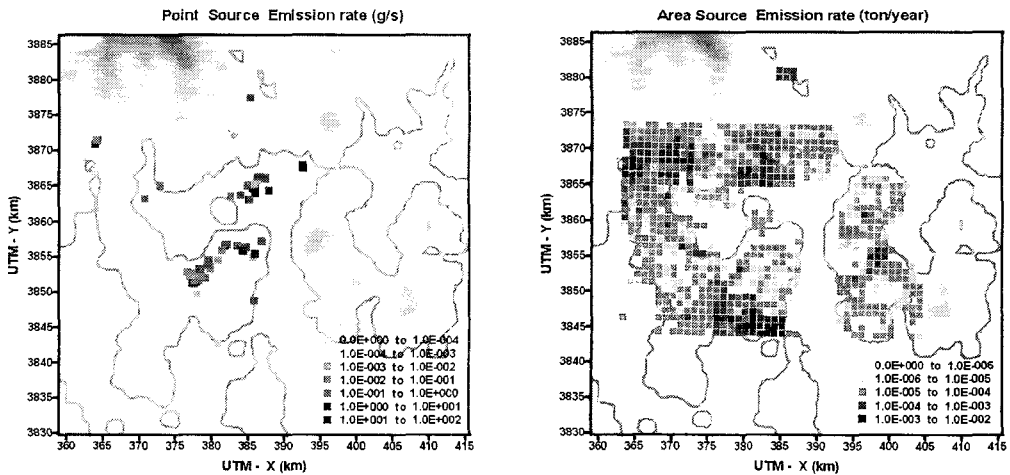 Point Source Emission rate (g/s)
UTM - Y (km)
3885
3880
3875
3870
3865
3860
3855
3850
3845
3840
3835
3830
0.0E+000 to 1.0E-004
1.0E-004 to 1.0E-003
1.0E-003 to 1.0E-002
1.0E-002 to 1.0E-001
1.0E-001 to 1.0E+000
1.0E+000 to 1.0E+001
1.0E+001 to 1.0E+002
360 365 370 375 380 385 390 395 400 405 410 415
UTM - X (km)
Area Source Emission rate (ton/year)
UTM - Y (km)
3885
3880
3875
3870
3865
3860
3855
3850
3845
3840
3835
3830
0.0E+000 to 1.0E-006
1.0E-006 to 1.0E-005
1.0E-005 to 1.0E-004
1.0E-004 to 1.0E-003
1.0E-003 to 1.0E-002
360 365 370 375 380 385 390 395 400 405 410 415
UTM - X (km)